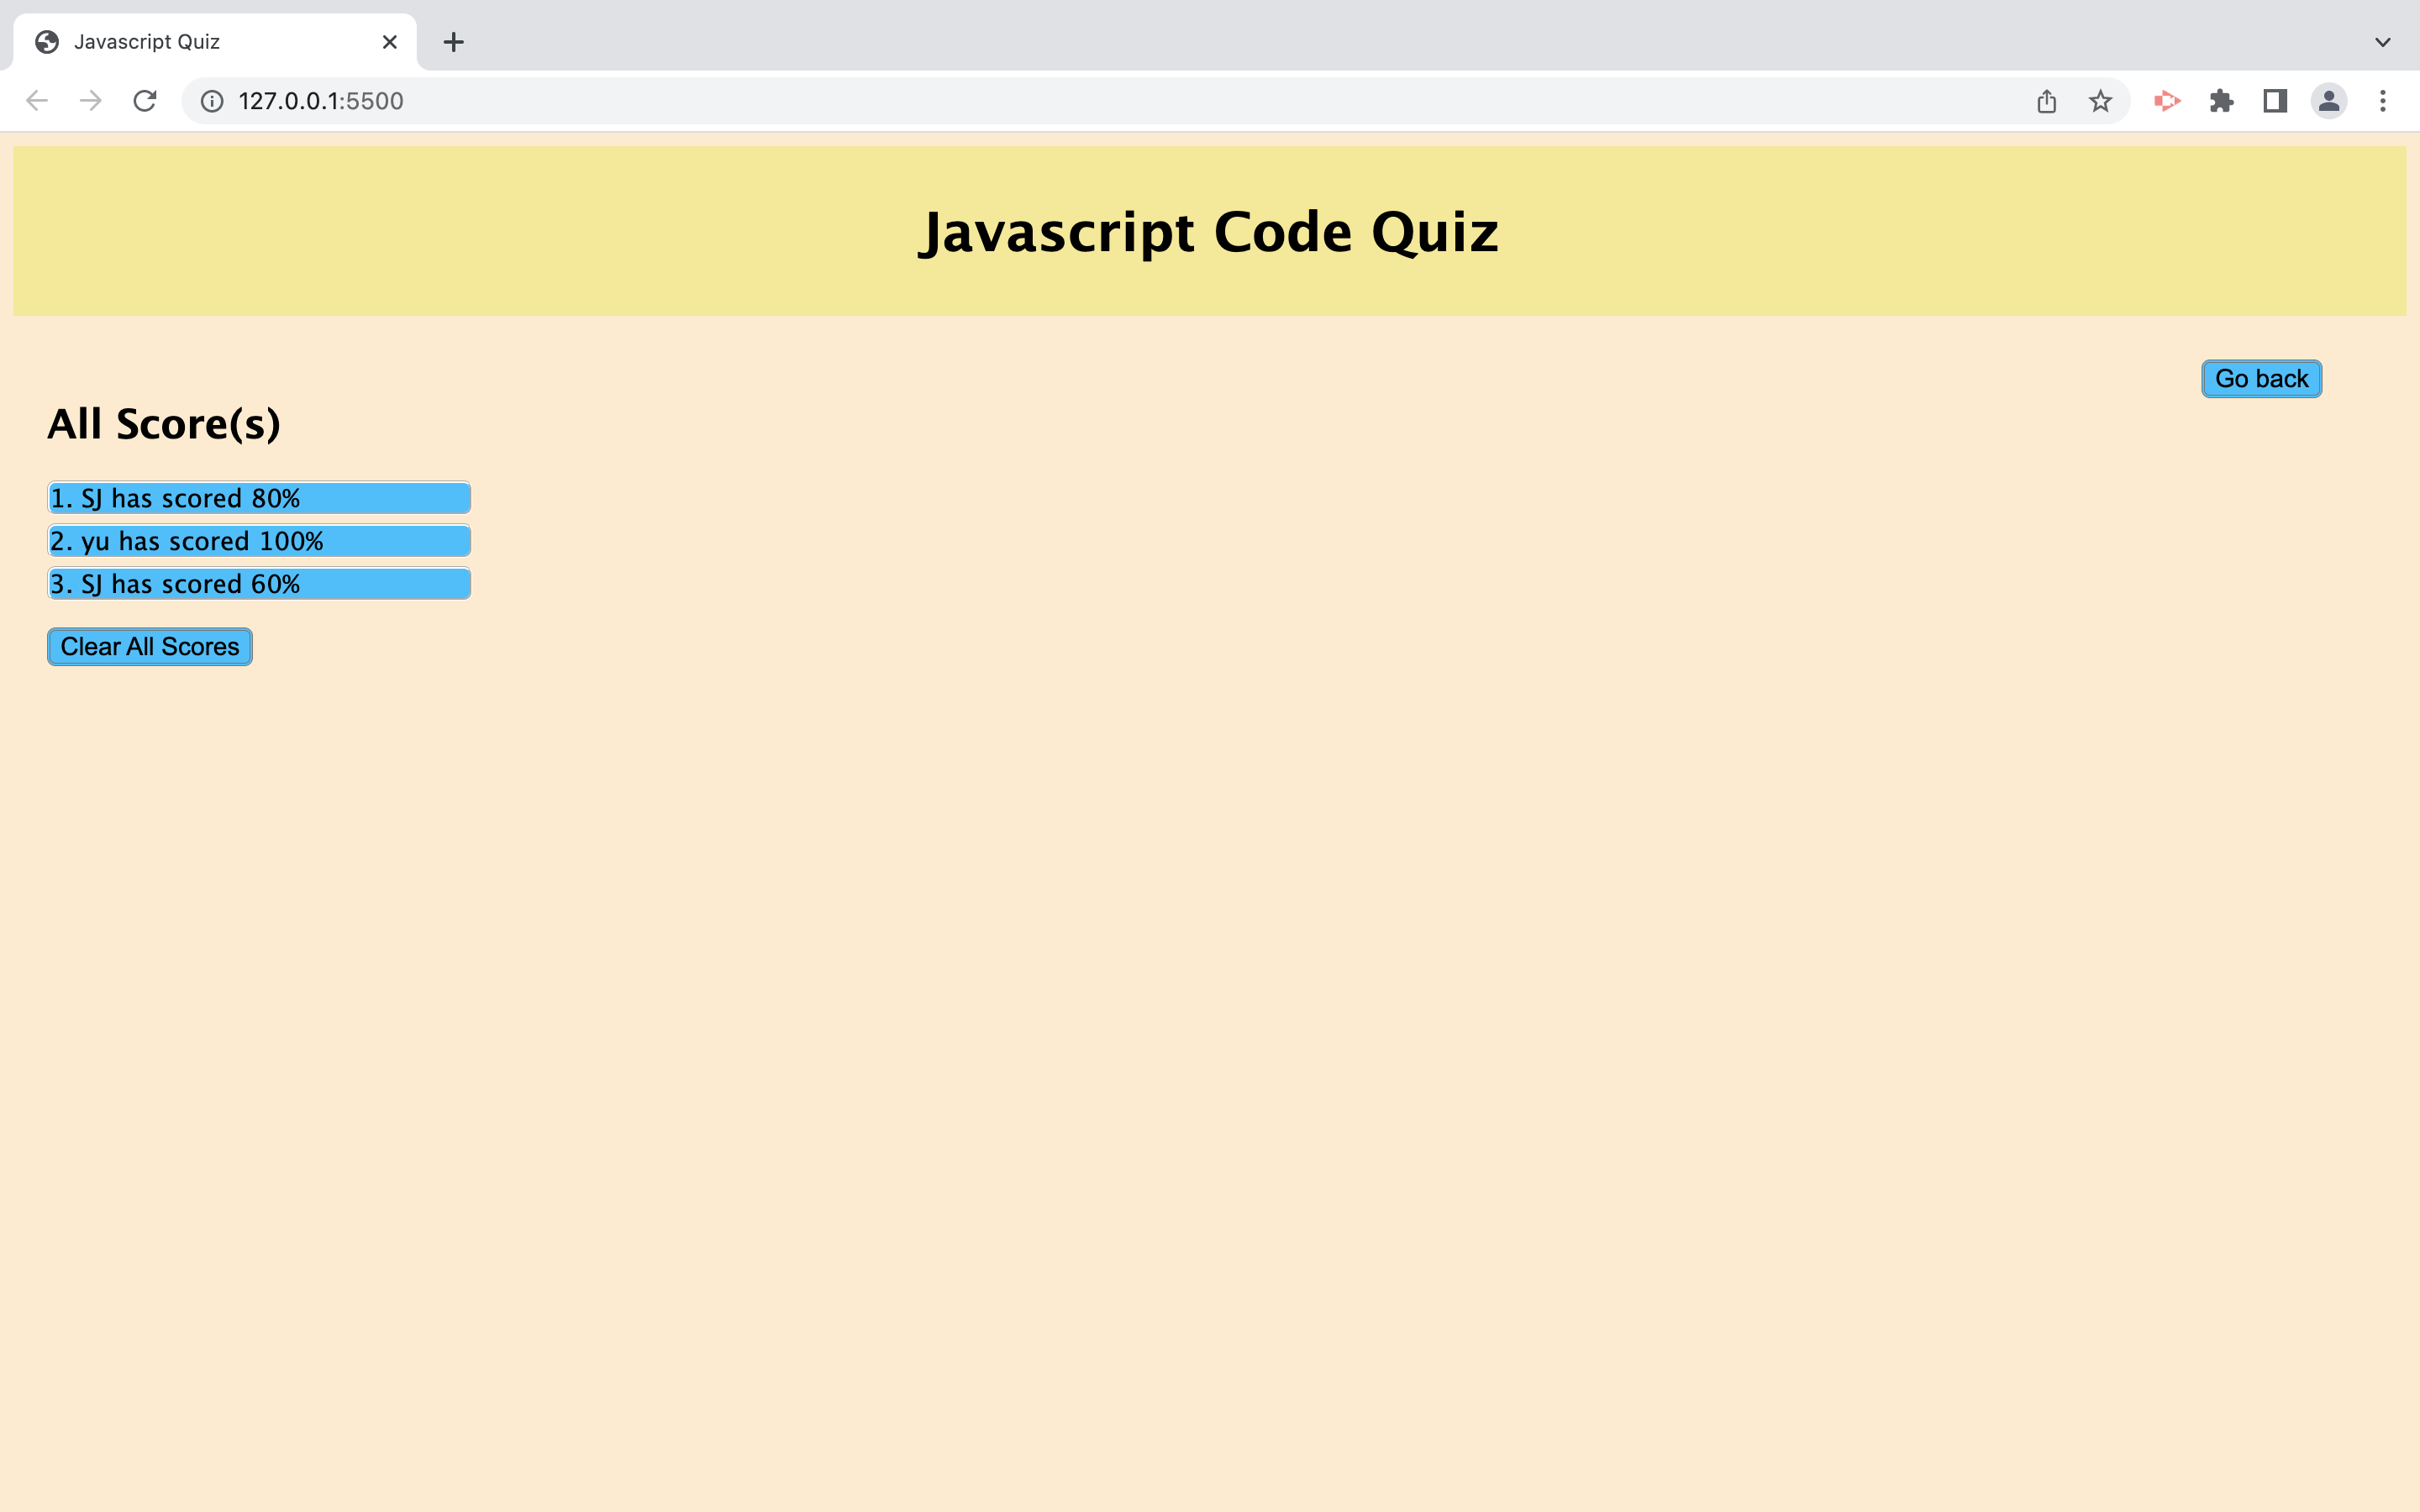 Javascript Quiz
127.0.0.1:5500
Javascript Code Quiz
Go back
All Score(s)
1. SJ has scored 80%
2. yu has scored 100%
3. SJ has scored 60%
Clear All Scores